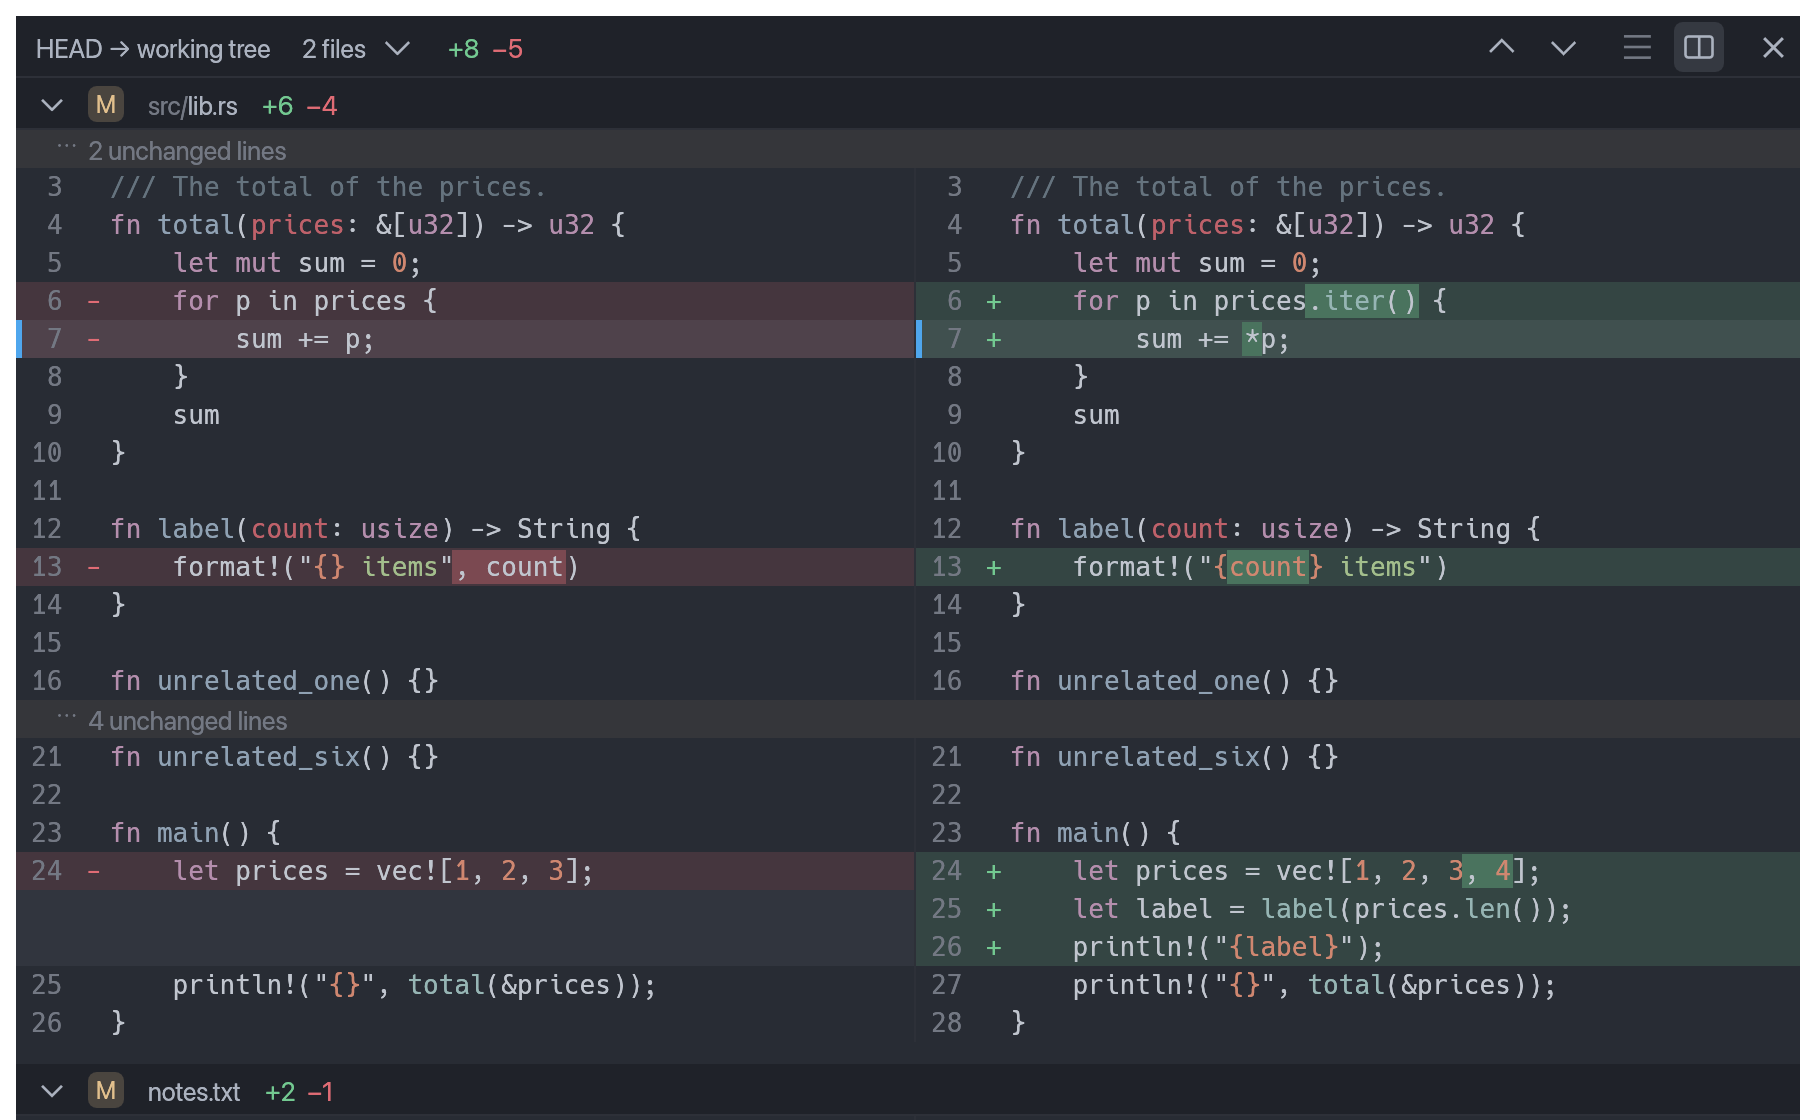 HEAD → working tree 2 files +8 −5
M src/lib.rs +6 −4
··· 2 unchanged lines
3 /// The total of the prices. 3 /// The total of the prices.
4 fn total(prices: &[u32]) -> u32 { 4 fn total(prices: &[u32]) -> u32 {
5 let mut sum = 0; 5 let mut sum = 0;
6 − for p in prices { 6 + for p in prices.iter() {
7 − sum += p; 7 + sum += *p;
8 } 8 }
9 sum 9 sum
10 } 10 }
11 11
12 fn label(count: usize) -> String { 12 fn label(count: usize) -> String {
13 − format!("{} items", count) 13 + format!("{count} items")
14 } 14 }
15 15
16 fn unrelated_one() {} 16 fn unrelated_one() {}
··· 4 unchanged lines
21 fn unrelated_six() {} 21 fn unrelated_six() {}
22 22
23 fn main() { 23 fn main() {
24 − let prices = vec![1, 2, 3]; 24 + let prices = vec![1, 2, 3, 4];
25 + let label = label(prices.len());
26 + println!("{label}");
25 println!("{}", total(&prices)); 27 println!("{}", total(&prices));
26 } 28 }
M notes.txt +2 −1